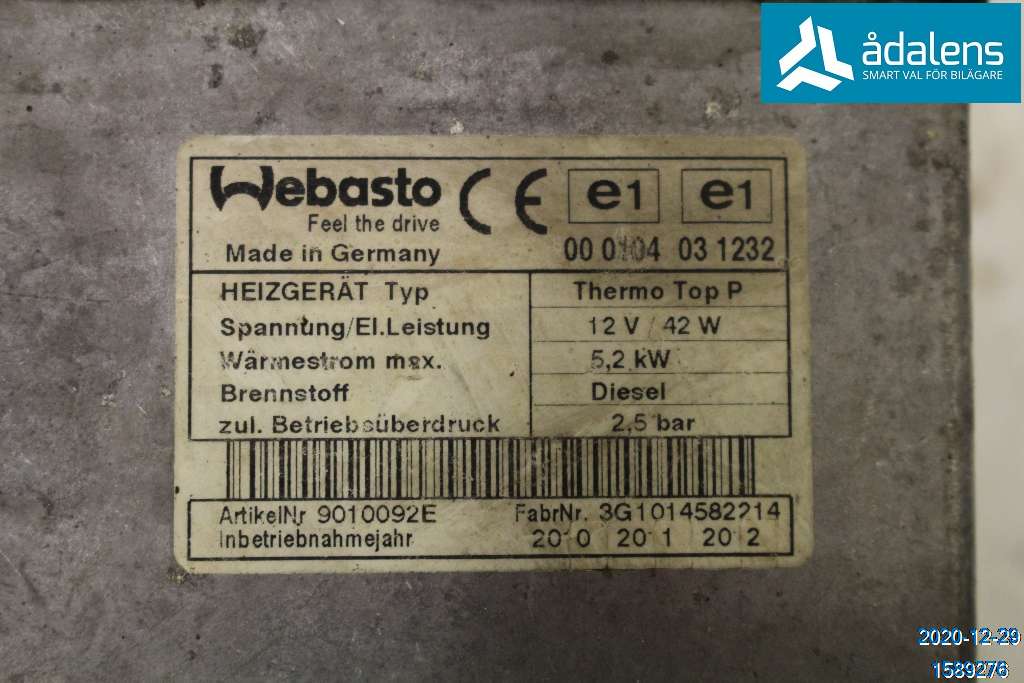 ådalens
SMART VAL FÖR BILÄGARE
Webasto
Feel the drive
Made in Germany
CE e1 e1
00 0104 03 1232
HEIZGERÄT Typ Thermo Top P
Spannung/El.Leistung 12 V / 42 W
Wärmestrom max. 5,2 kW
Brennstoff Diesel
zul. Betriebsüberdruck 2,5 bar
ArtikelNr 9010092E FabrNr. 3G1014582214
Inbetriebnahmejahr 2010 2011 2012
2020-12-29
1589276